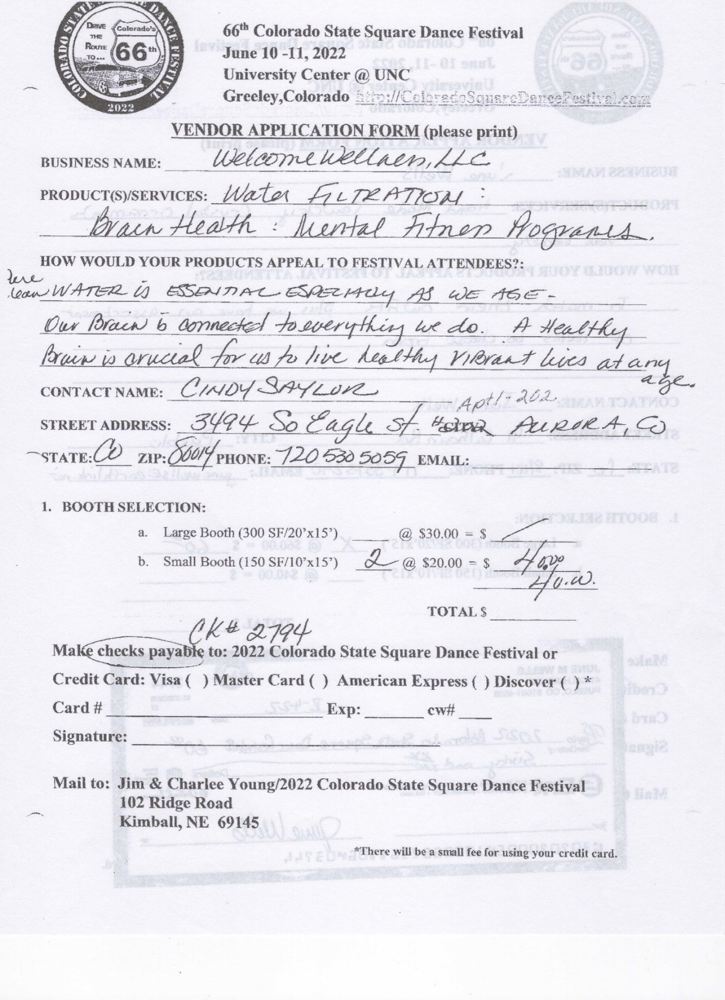 COLORADO STATE SQUARE DANCE FESTIVAL
DRIVE THE ROUTE TO...
Colorado's 66th
2022
66th Colorado State Square Dance Festival
June 10 -11, 2022
University Center @ UNC
Greeley,Colorado http://ColoradoSquareDanceFestival.com
VENDOR APPLICATION FORM (please print)
BUSINESS NAME: Welcome Wellness, LLC
PRODUCT(S)/SERVICES: Water FILTRATION :
Brain Health : Mental Fitness Programs.
HOW WOULD YOUR PRODUCTS APPEAL TO FESTIVAL ATTENDEES?:
WATER is ESSENTIAL ESPECIALLY AS WE AGE -
Our Brain is connected to everything we do. A Healthy
Brain is crucial for us to live healthy VIBrant lives at any
age.
CONTACT NAME: CINDY SAYLOR
Apt 1-202.
STREET ADDRESS: 3494 So Eagle St. # AURORA, CO
STATE: CO ZIP: 80014 PHONE: 720 530 5059 EMAIL:
1. BOOTH SELECTION:
a. Large Booth (300 SF/20'x15') @ $30.00 = $
b. Small Booth (150 SF/10'x15') 2 @ $20.00 = $ 40.00
40.00.
TOTAL $
CK# 2794
Make checks payable to: 2022 Colorado State Square Dance Festival or
Credit Card: Visa ( ) Master Card ( ) American Express ( ) Discover ( ) *
Card # Exp: cw#
Signature:
Mail to: Jim & Charlee Young/2022 Colorado State Square Dance Festival
102 Ridge Road
Kimball, NE 69145
*There will be a small fee for using your credit card.